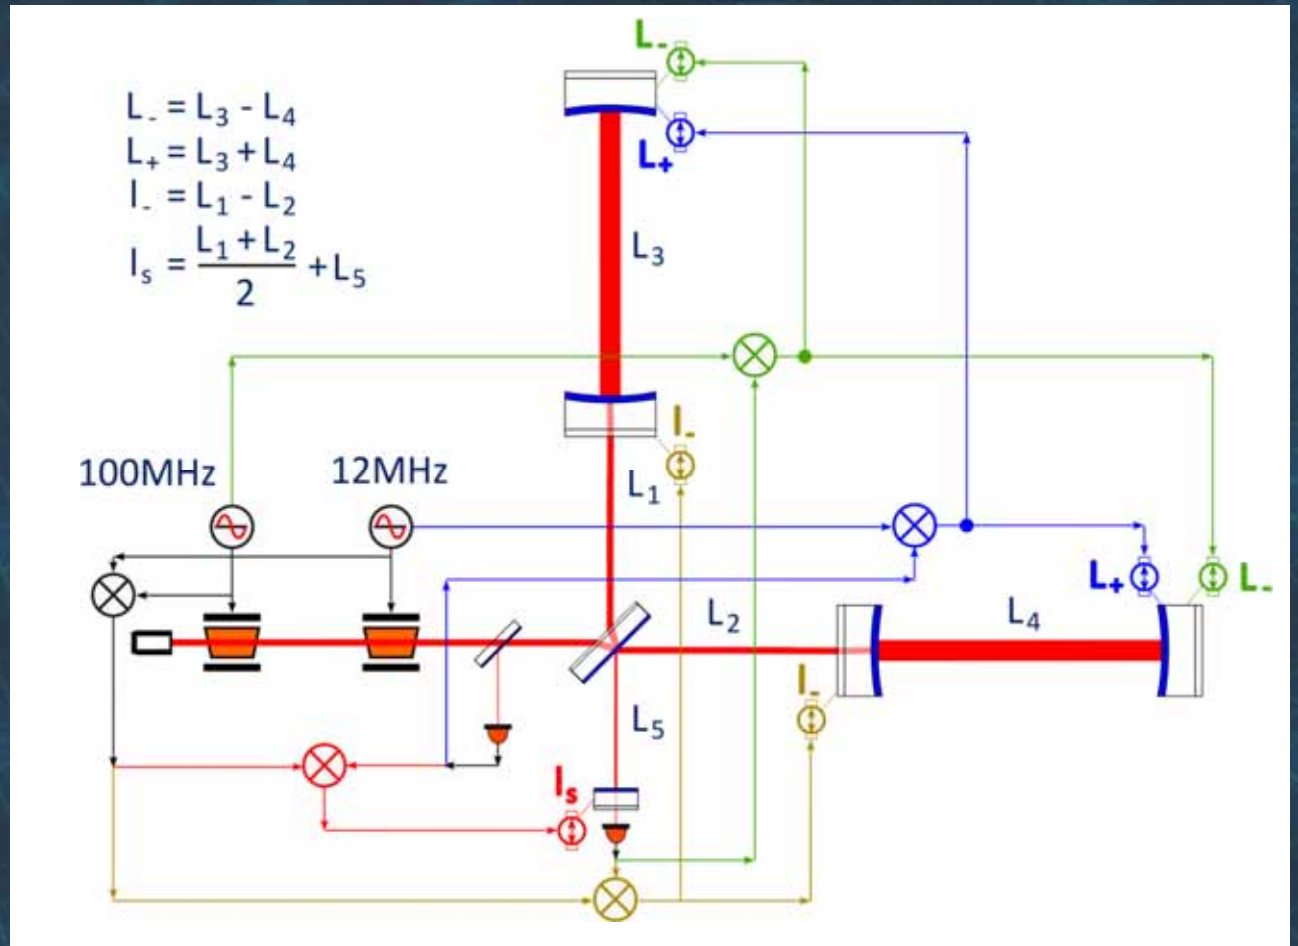 L-
L- = L3 - L4
L+ = L3 + L4
L+
l- = L1 - L2
ls = L1 + L2 / 2 + L5
L3
l-
100MHz
12MHz
L1
L+
L-
L2
L4
l-
L5
ls